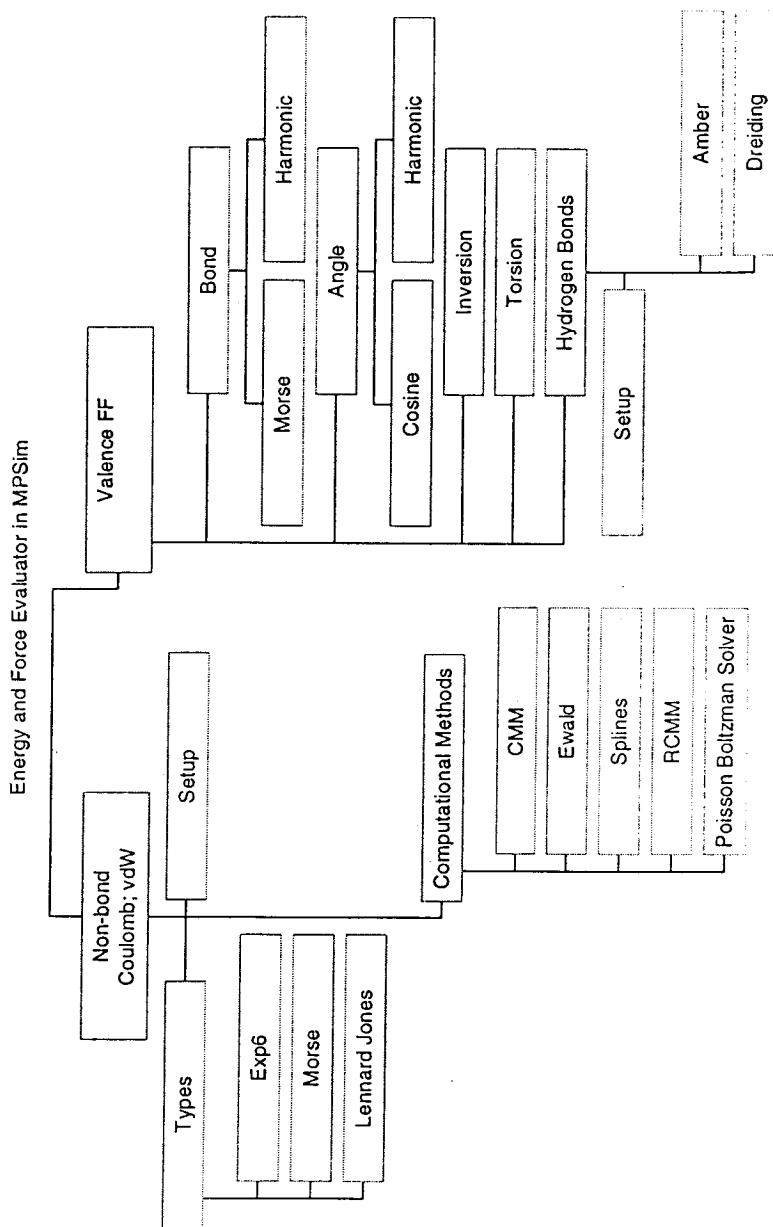 Energy and Force Evaluator in MPSim
Non-bond
Coulomb; vdW
Types
Setup
Exp6
Morse
Lennard Jones
Computational Methods
CMM
Ewald
Splines
RCMM
Poisson Boltzman Solver
Valence FF
Bond
Morse
Harmonic
Angle
Cosine
Harmonic
Inversion
Torsion
Hydrogen Bonds
Setup
Amber
Dreiding